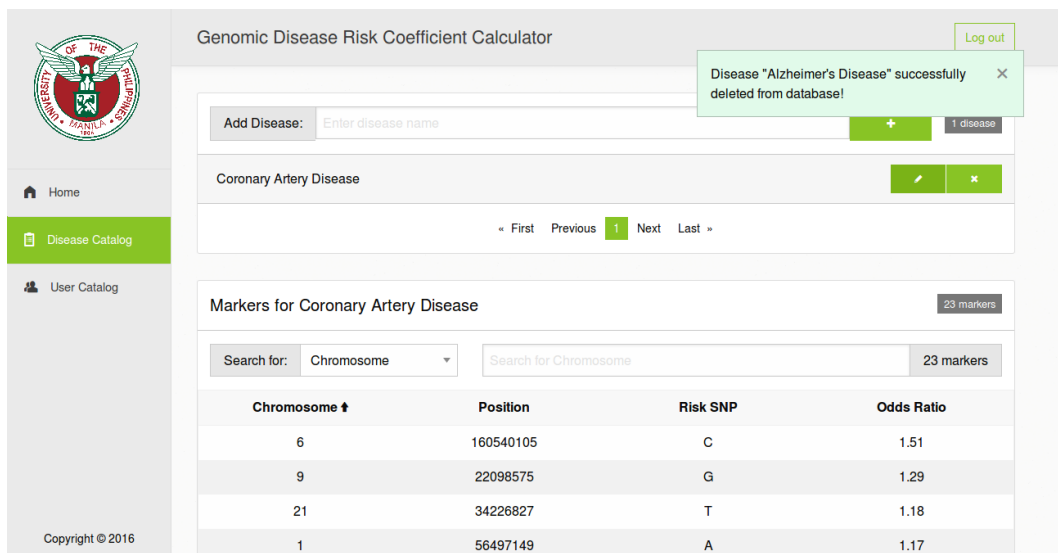 UNIVERSITY OF THE PHILIPPINES
MANILA
1908
Genomic Disease Risk Coefficient Calculator
Log out
Disease "Alzheimer's Disease" successfully
deleted from database!
×
Add Disease:
Enter disease name
+
1 disease
Home
Disease Catalog
User Catalog
Coronary Artery Disease
« First Previous 1 Next Last »
Markers for Coronary Artery Disease
23 markers
Search for:
Chromosome
Search for Chromosome
23 markers
Chromosome Position Risk SNP Odds Ratio
6 160540105 C 1.51
9 22098575 G 1.29
21 34226827 T 1.18
1 56497149 A 1.17
Copyright © 2016